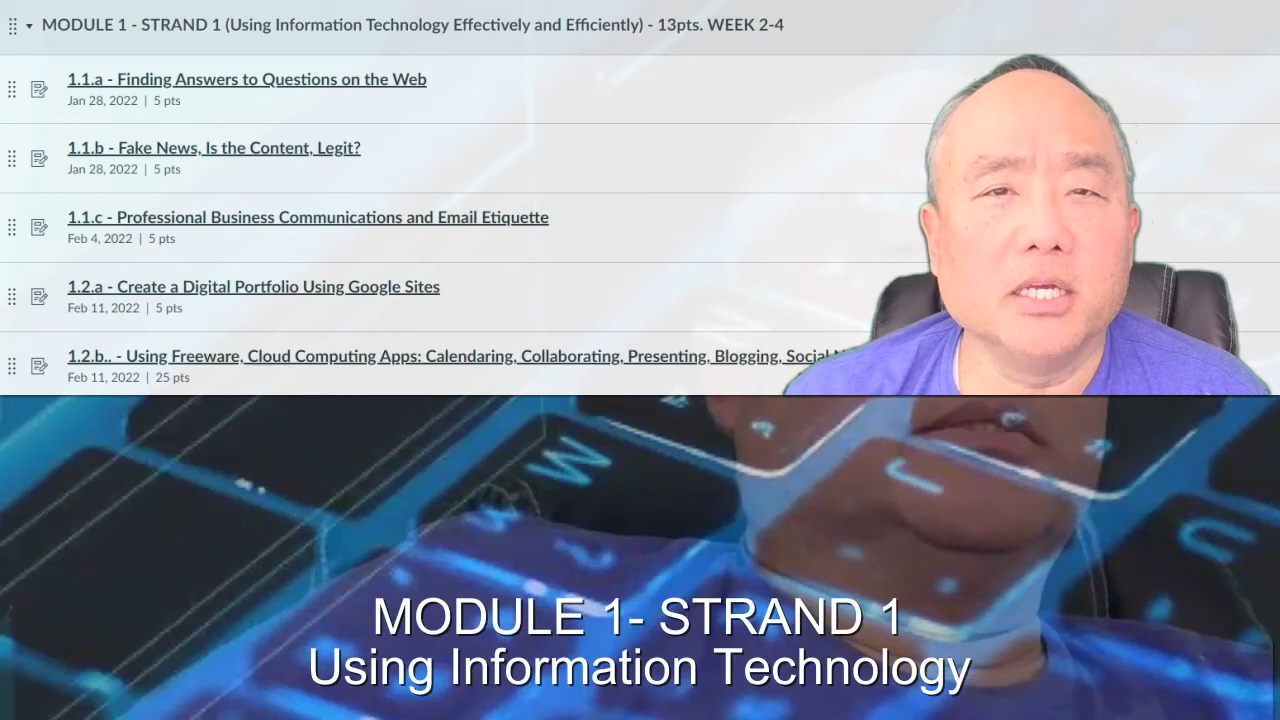 MODULE 1 - STRAND 1 (Using Information Technology Effectively and Efficiently) - 13pts. WEEK 2-4
1.1.a - Finding Answers to Questions on the Web
Jan 28, 2022 | 5 pts
1.1.b - Fake News, Is the Content, Legit?
Jan 28, 2022 | 5 pts
1.1.c - Professional Business Communications and Email Etiquette
Feb 4, 2022 | 5 pts
1.2.a - Create a Digital Portfolio Using Google Sites
Feb 11, 2022 | 5 pts
1.2.b.. - Using Freeware, Cloud Computing Apps: Calendaring, Collaborating, Presenting, Blogging, Social
Feb 11, 2022 | 25 pts
W
J
U
MODULE 1- STRAND 1
Using Information Technology